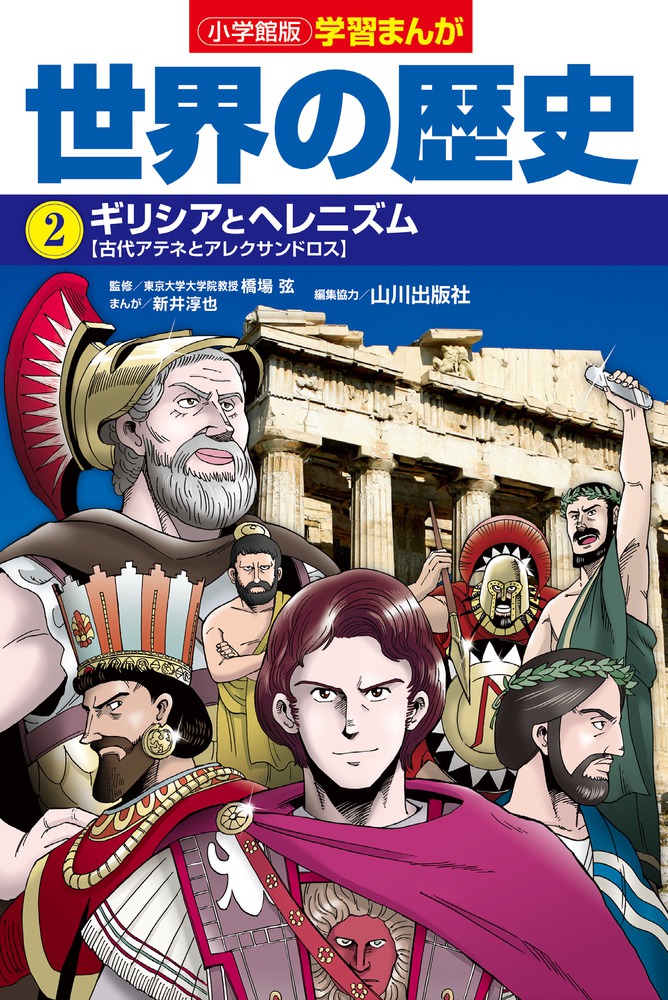 小学館版 学習まんが
世界の歴史
2 ギリシアとヘレニズム
【古代アテネとアレクサンドロス】
監修/東京大学大学院教授 橋場 弦
まんが/新井淳也
編集協力/山川出版社